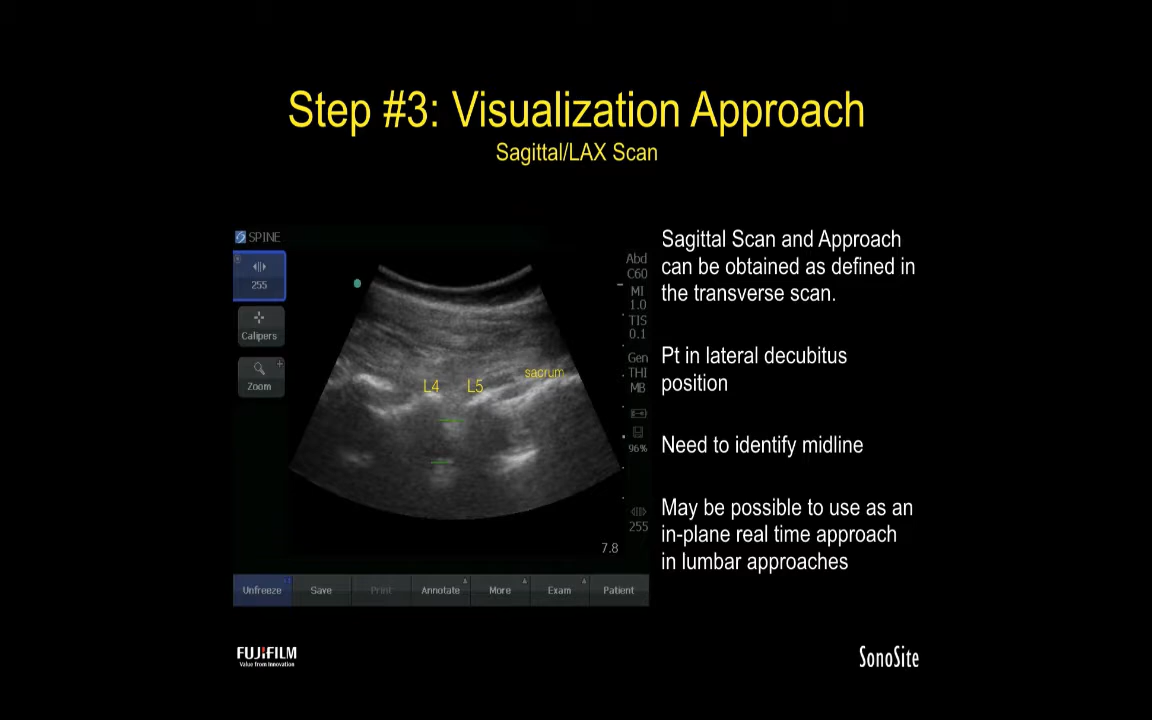 Step #3: Visualization Approach
Sagittal/LAX Scan
SPINE
255
Calipers
Zoom
L4
L5
sacrum
Abd
C60
MI
1.0
TIS
0.1
Gen
THI
MB
96%
255
7.8
Unfreeze
Save
Print
Annotate
More
Exam
Patient
Sagittal Scan and Approach
can be obtained as defined in
the transverse scan.
Pt in lateral decubitus
position
Need to identify midline
May be possible to use as an
in-plane real time approach
in lumbar approaches
FUJIFILM
Value from Innovation
SonoSite